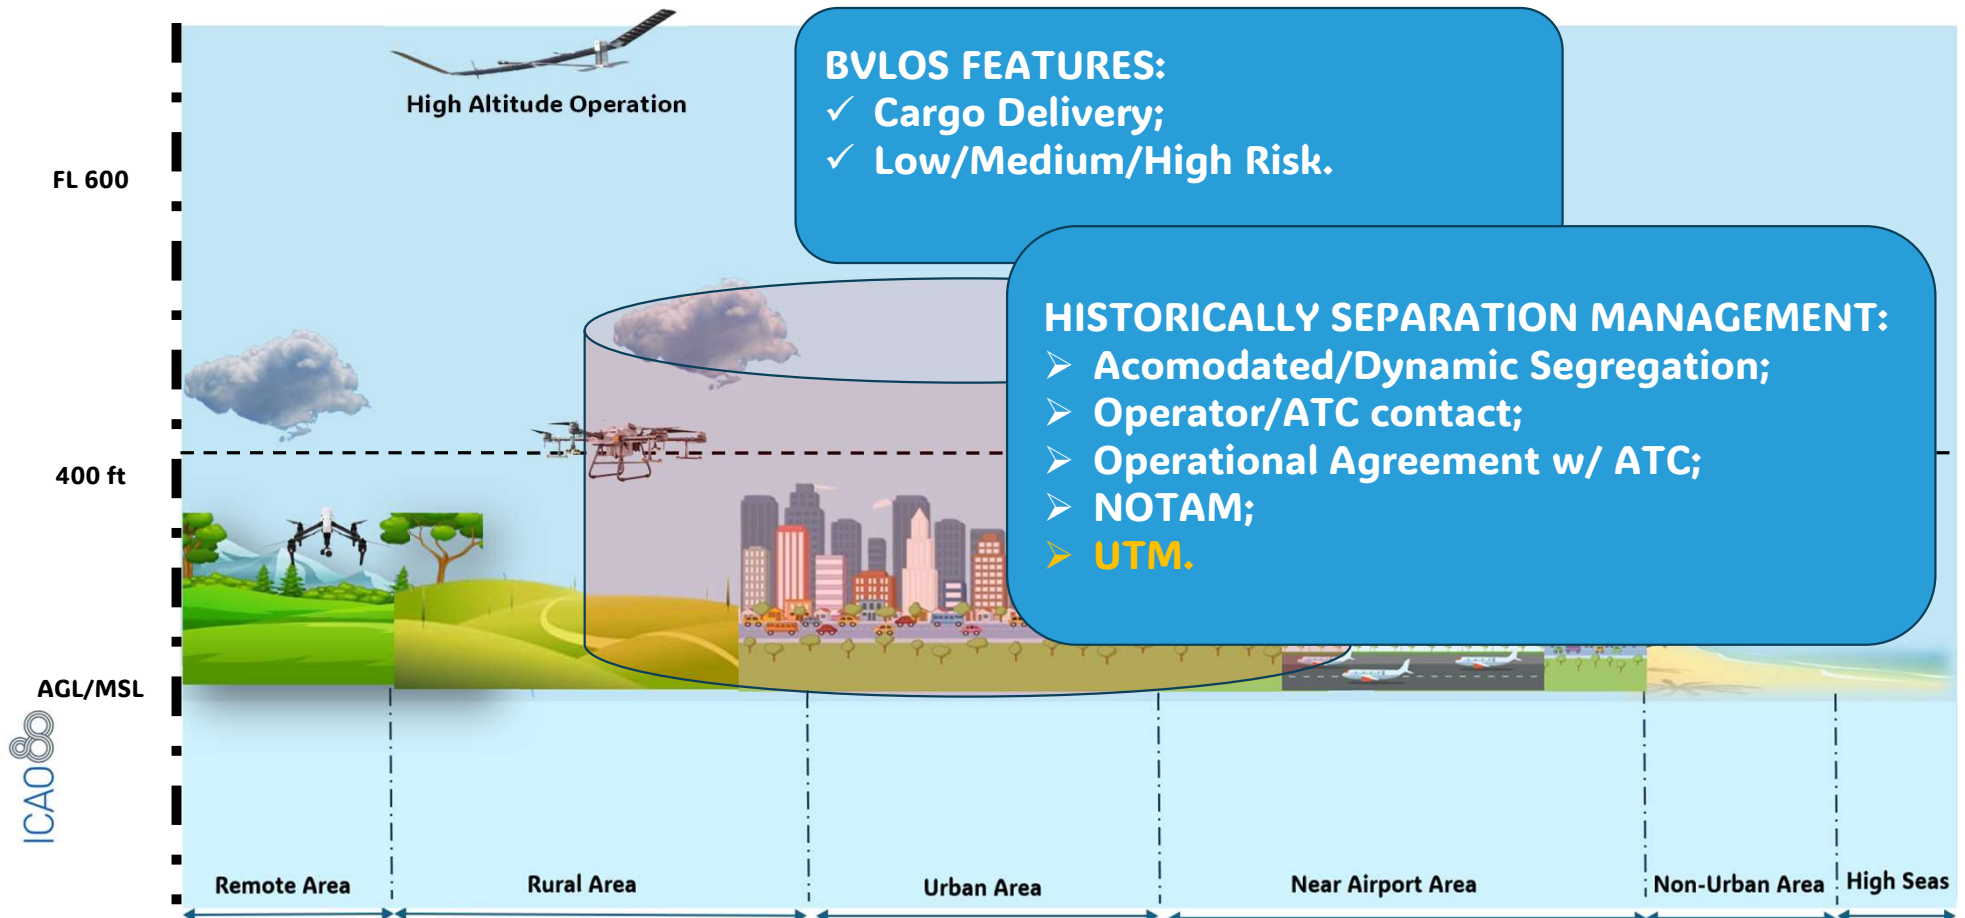 High Altitude Operation
BVLOS FEATURES:
✓ Cargo Delivery;
✓ Low/Medium/High Risk.
FL 600
HISTORICALLY SEPARATION MANAGEMENT:
➢ Acomodated/Dynamic Segregation;
➢ Operator/ATC contact;
➢ Operational Agreement w/ ATC;
➢ NOTAM;
➢ UTM.
400 ft
AGL/MSL
ICAO
Remote Area
Rural Area
Urban Area
Near Airport Area
Non-Urban Area
High Seas